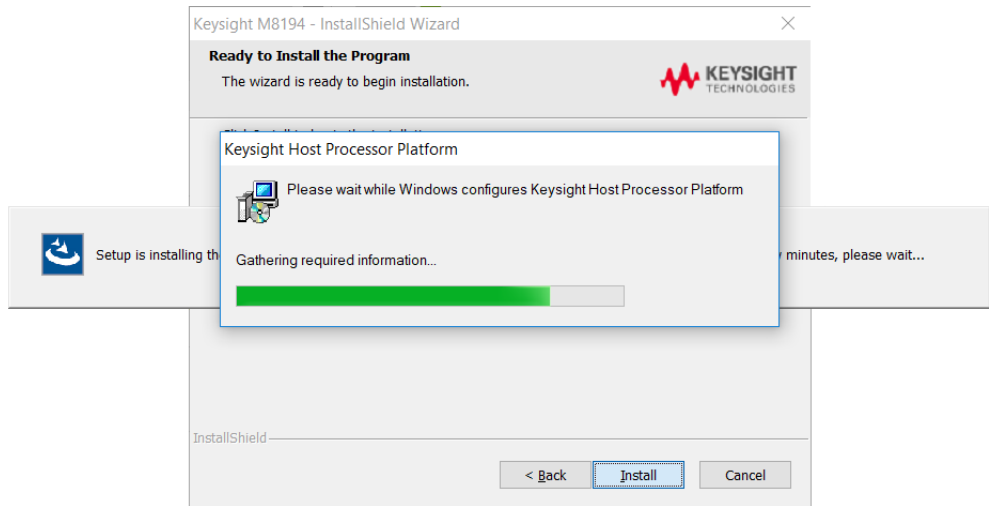 Keysight M8194 - InstallShield Wizard
Ready to Install the Program
The wizard is ready to begin installation.
KEYSIGHT
TECHNOLOGIES
Keysight Host Processor Platform
Please wait while Windows configures Keysight Host Processor Platform
Setup is installing th
minutes, please wait...
Gathering required information...
InstallShield
< Back
Install
Cancel